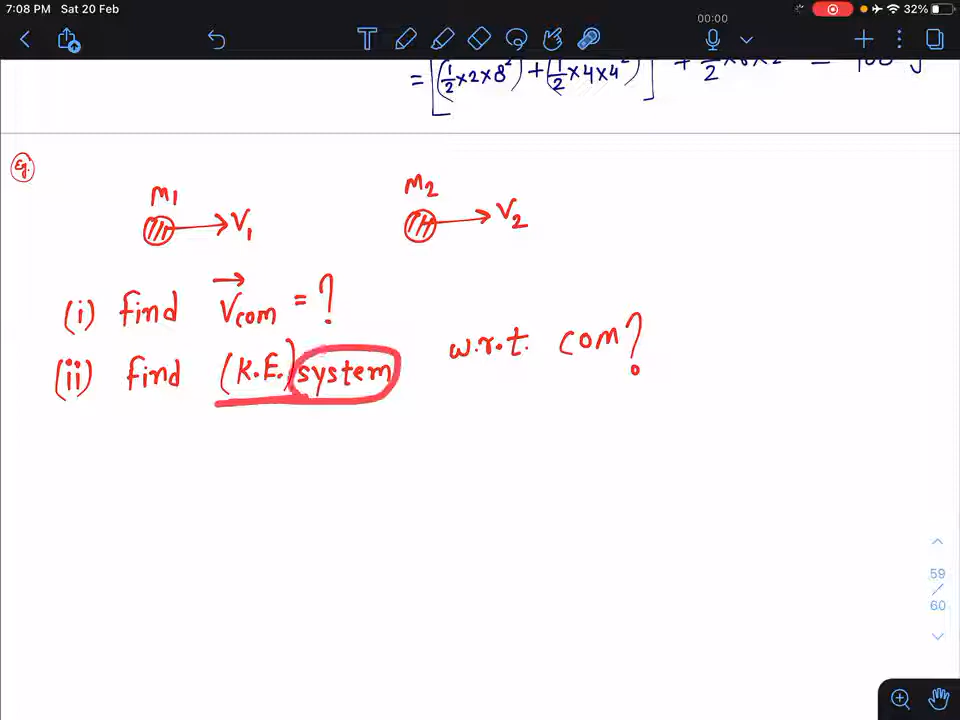 7:08 PM Sat 20 Feb 00:00 32%
= [(1/2 × 2 × 8²) + (1/2 × 4 × 4²)] +
Eg.
M1 M2
V1 V2
(i) find V⃗com = ?
(ii) find (K.E.)system w.r.t. com?
59
/
60